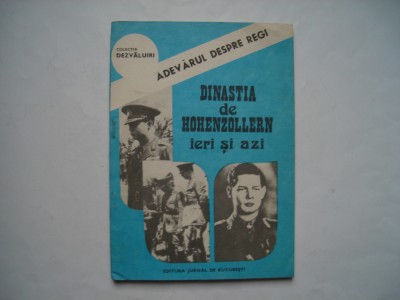 COLECȚIA
DEZVĂLUIRI
ADEVĂRUL DESPRE REGI
DINASTIA
de
HOHENZOLLERN
ieri și azi
EDITURA JURNAL DE BUCUREȘTI